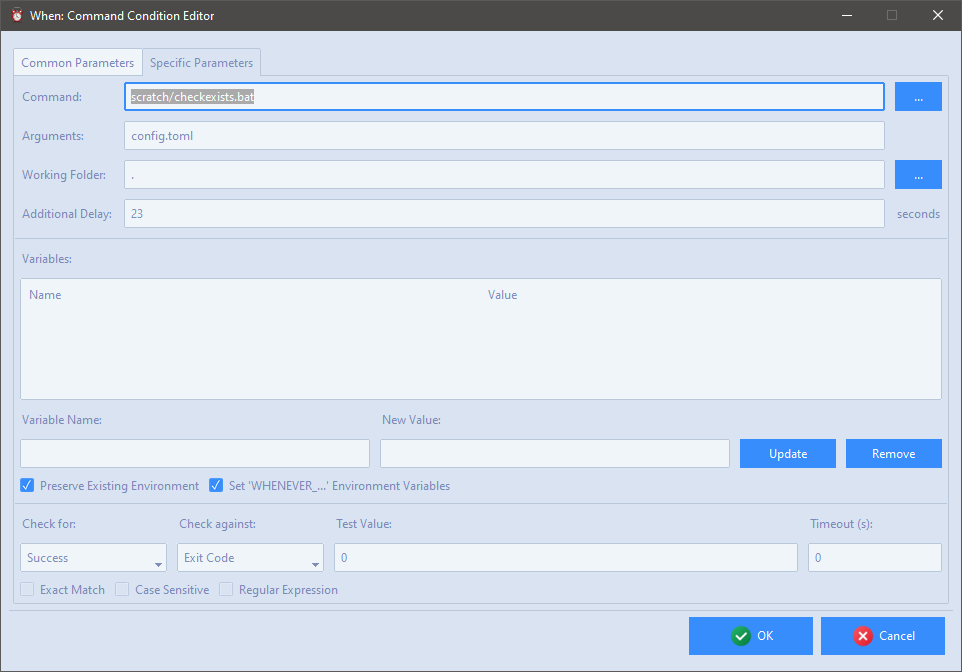 When: Command Condition Editor
Common Parameters Specific Parameters
Command: scratch/checkexists.bat ...
Arguments: config.toml
Working Folder: . ...
Additional Delay: 23 seconds
Variables:
Name Value
Variable Name: New Value:
Update Remove
Preserve Existing Environment Set 'WHENEVER_...' Environment Variables
Check for: Check against: Test Value: Timeout (s):
Success Exit Code 0 0
Exact Match Case Sensitive Regular Expression
OK Cancel